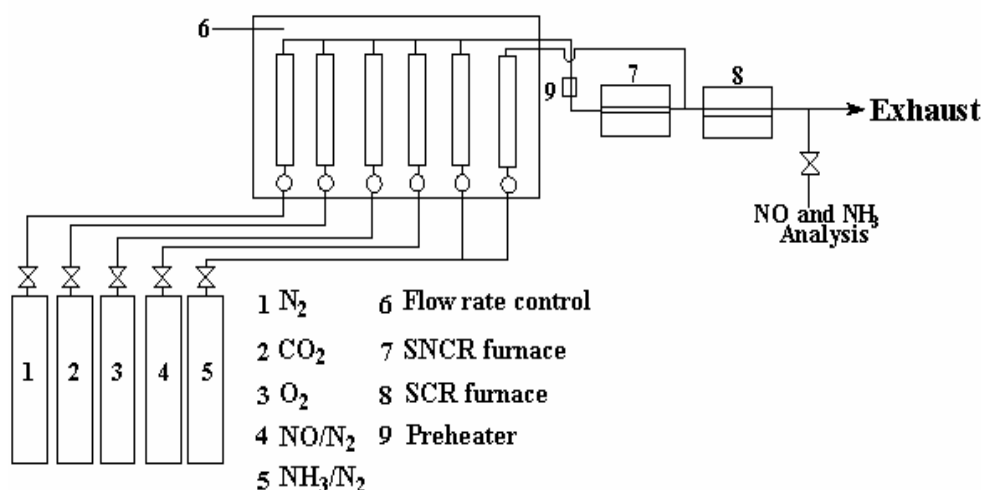 6
7
8
9
Exhaust
NO and NH3
Analysis
1 2 3 4 5
1 N2
2 CO2
3 O2
4 NO/N2
5 NH3/N2
6 Flow rate control
7 SNCR furnace
8 SCR furnace
9 Preheater